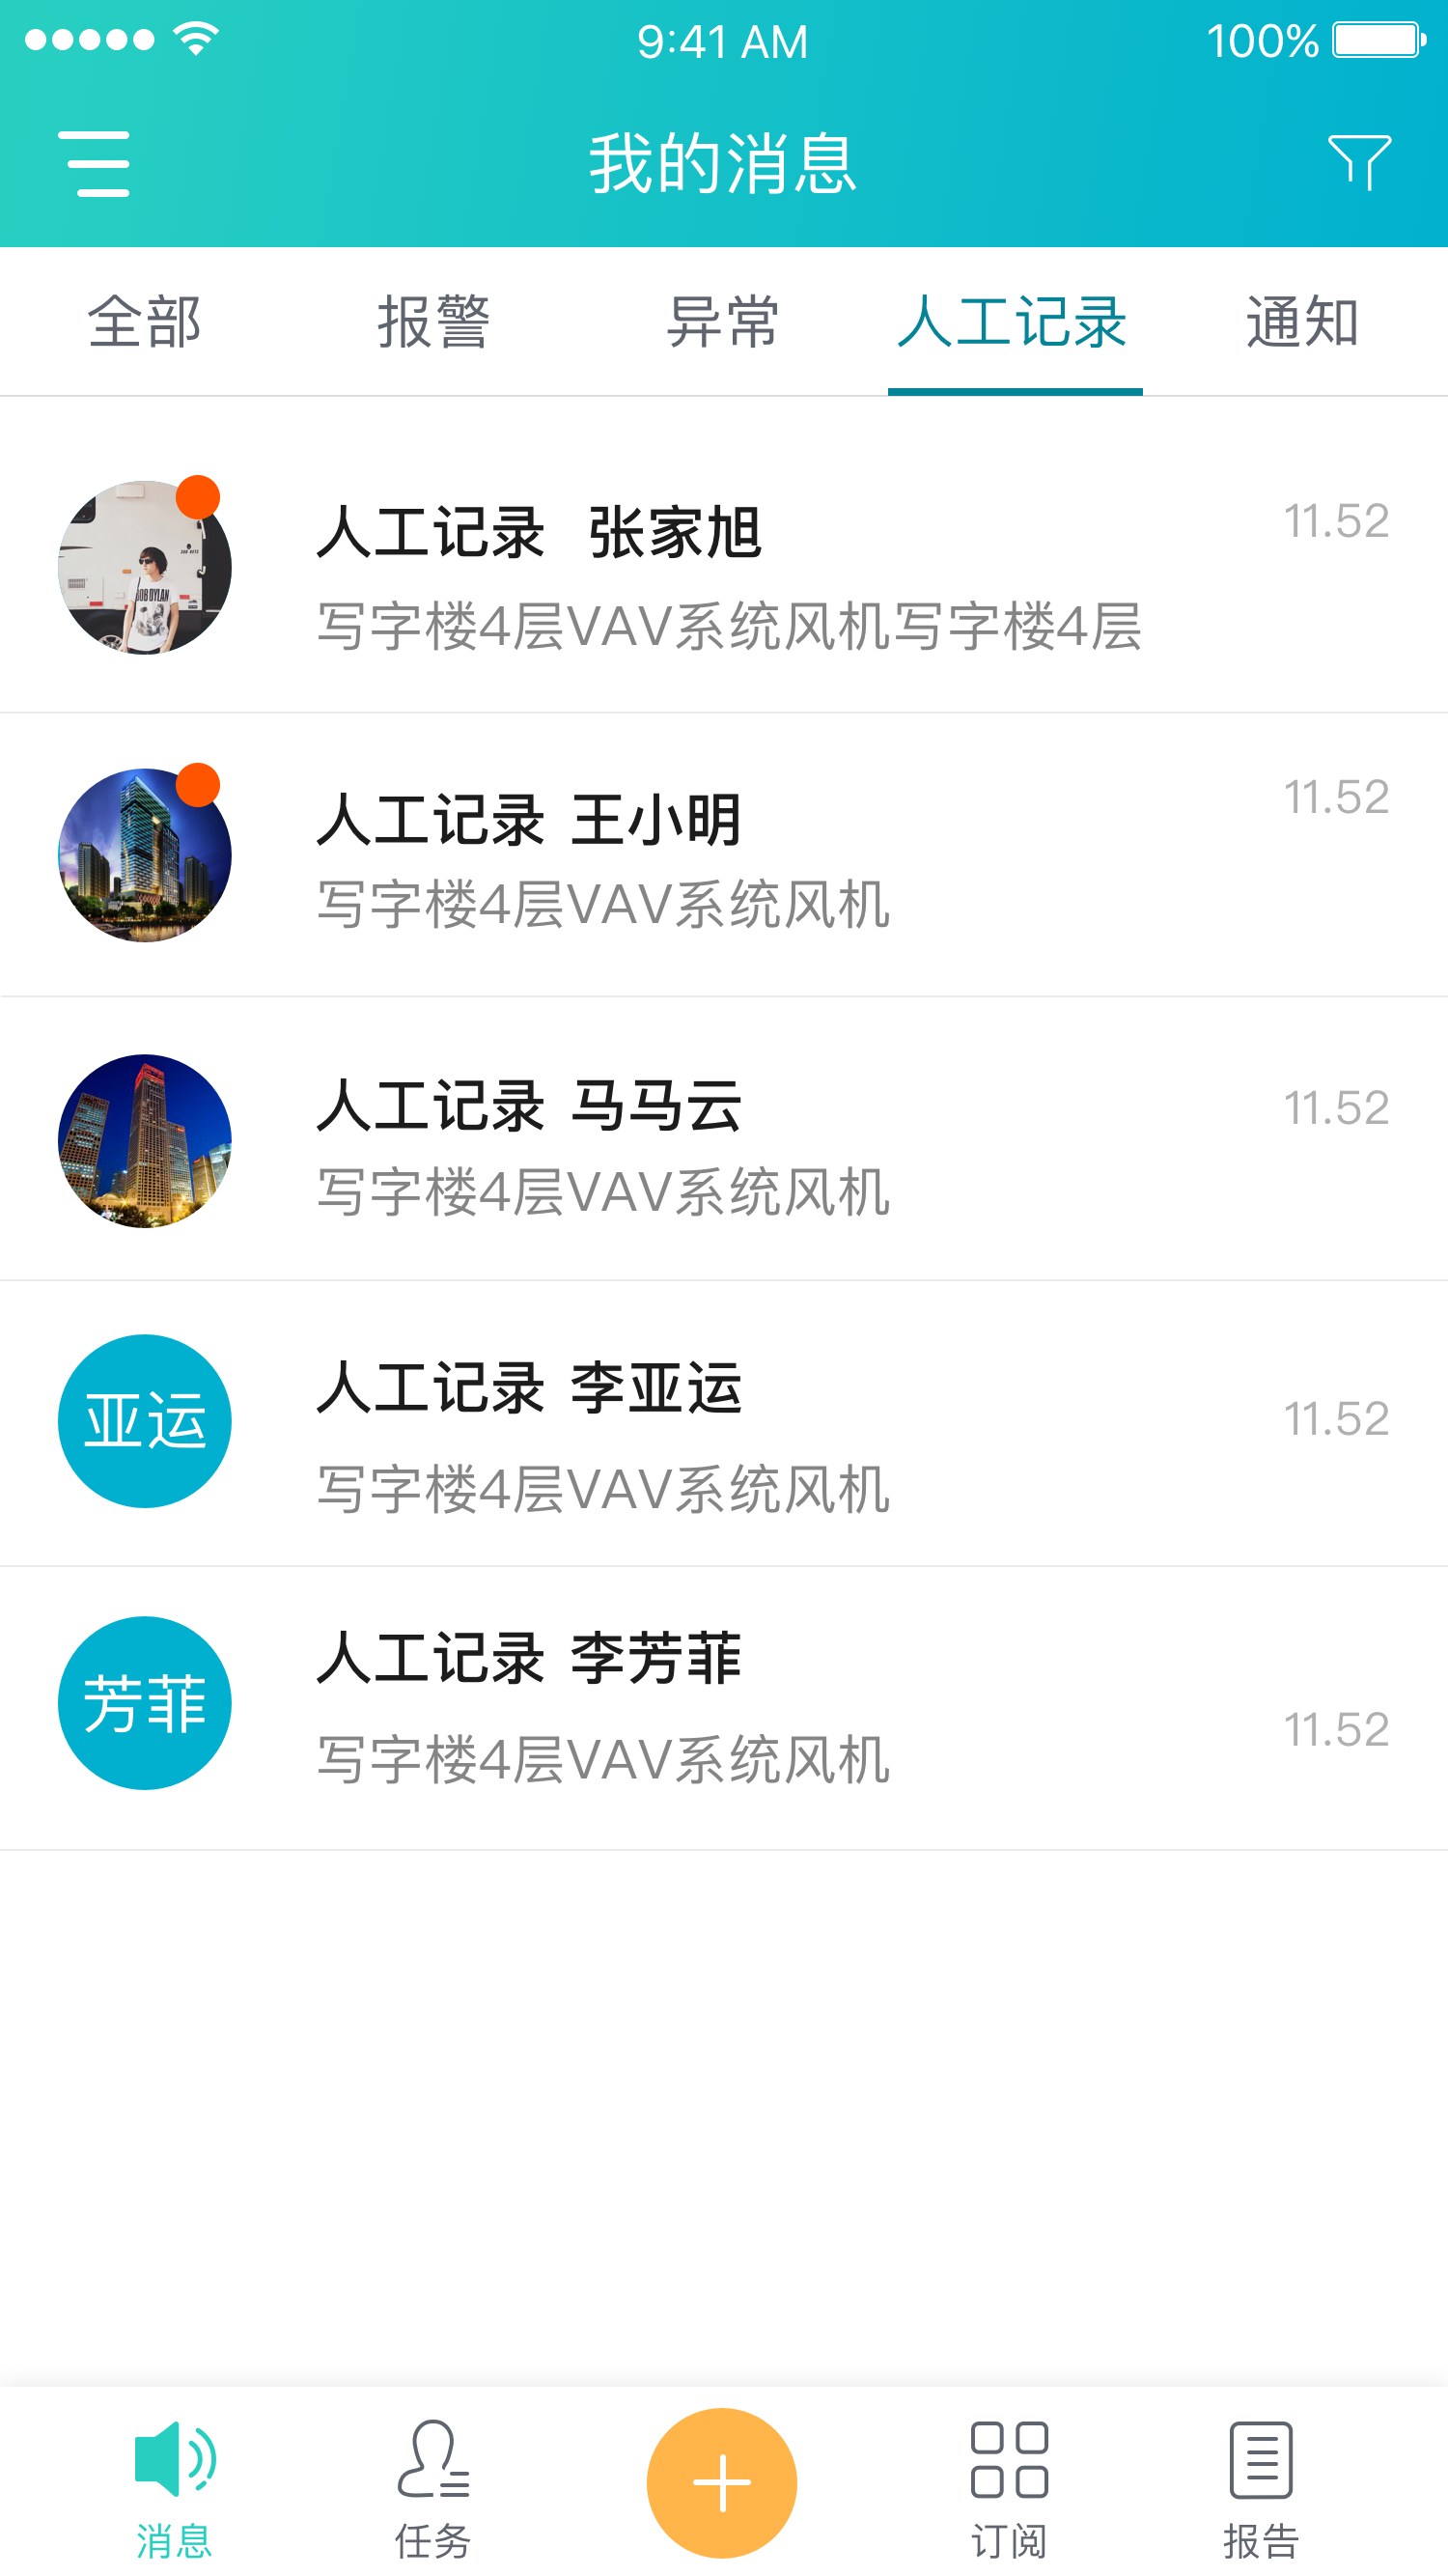 9:41 AM 100%
我的消息
全部 报警 异常 人工记录 通知
人工记录 张家旭 11.52
写字楼4层VAV系统风机写字楼4层
人工记录 王小明 11.52
写字楼4层VAV系统风机
人工记录 马马云 11.52
写字楼4层VAV系统风机
亚运 人工记录 李亚运 11.52
写字楼4层VAV系统风机
芳菲 人工记录 李芳菲 11.52
写字楼4层VAV系统风机
消息 任务 订阅 报告